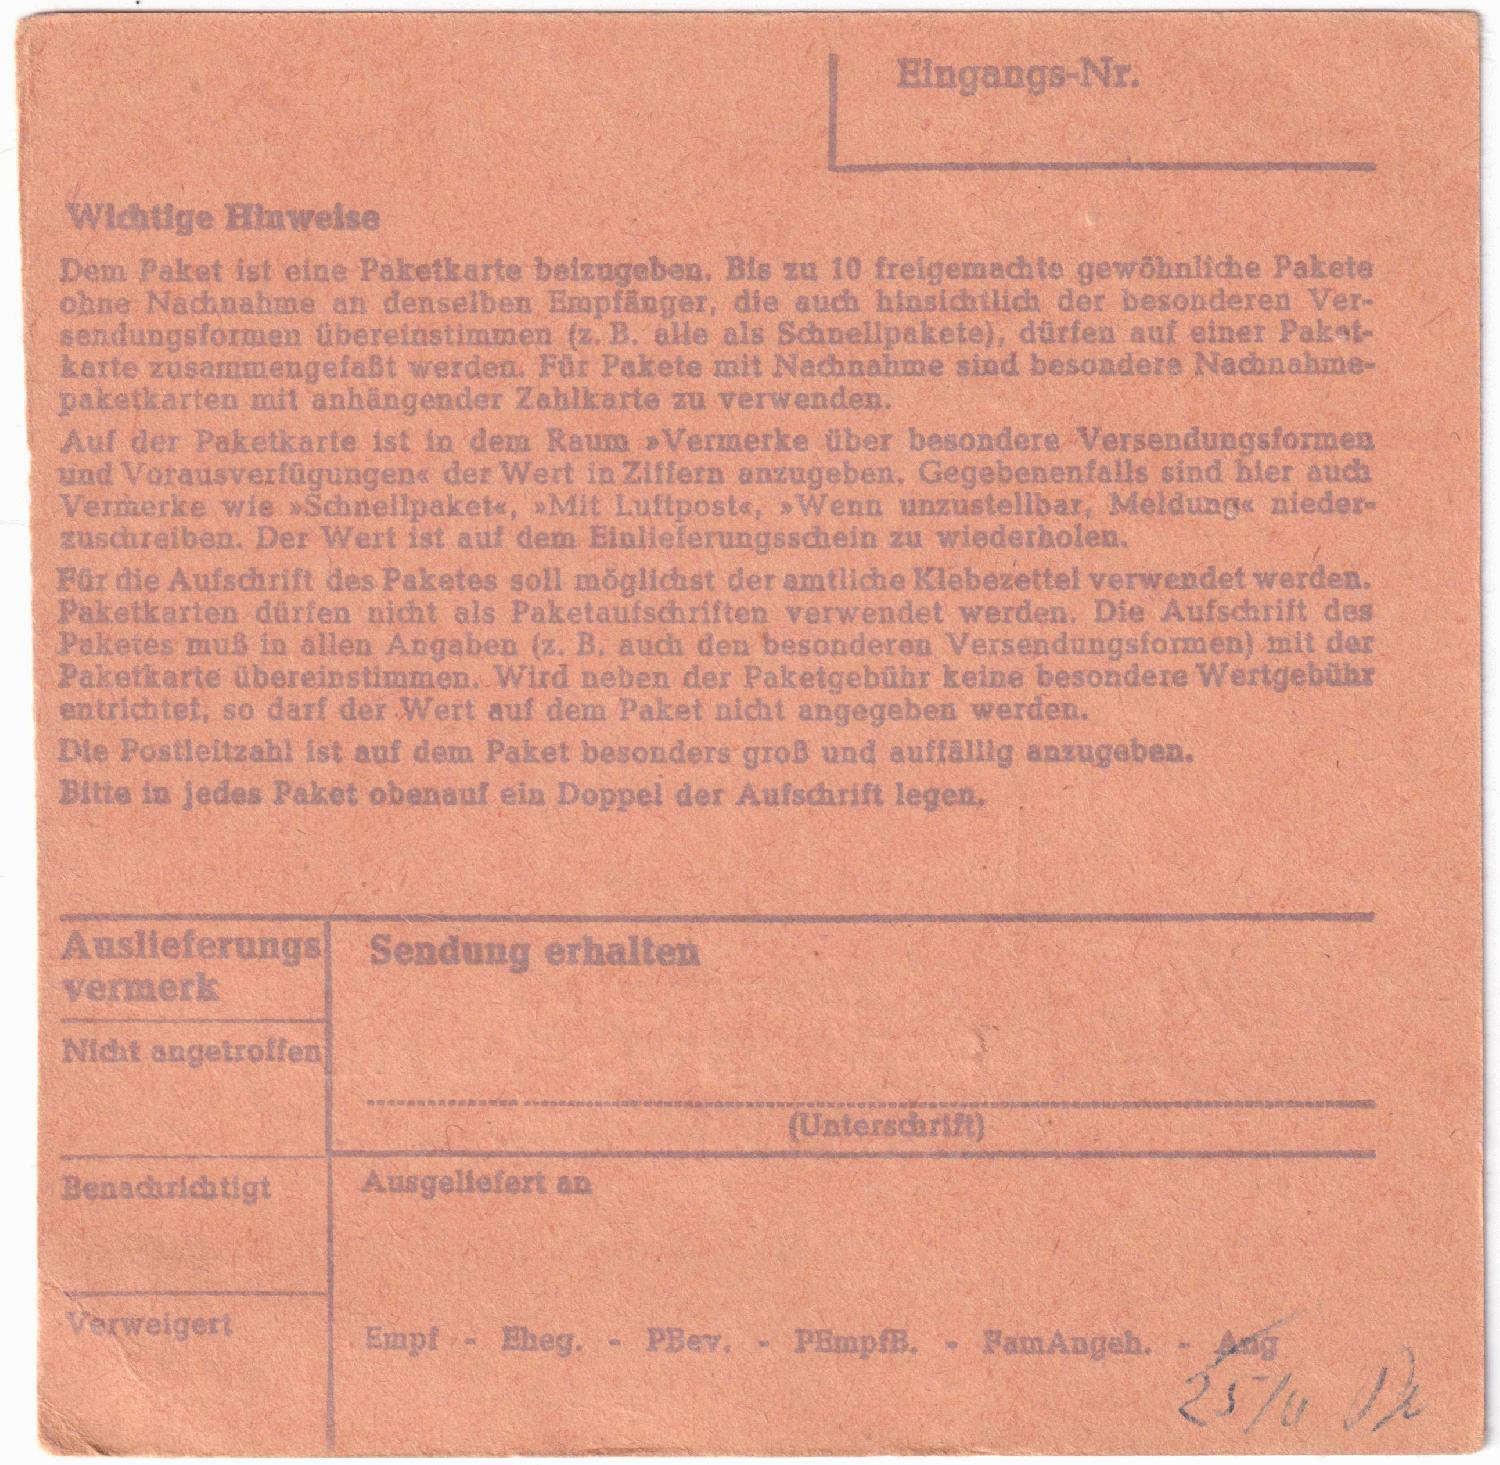 Eingangs-Nr.
Wichtige Hinweise
Dem Paket ist eine Paketkarte beizugeben. Bis zu 10 freigemachte gewöhnliche Pakete
ohne Nachnahme an denselben Empfänger, die auch hinsichtlich der besonderen Ver-
sendungsformen übereinstimmen (z. B. alle als Schnellpakete), dürfen auf einer Paket-
karte zusammengefaßt werden. Für Pakete mit Nachnahme sind besondere Nachnahme-
paketkarten mit anhängender Zahlkarte zu verwenden.
Auf der Paketkarte ist in dem Raum »Vermerke über besondere Versendungsformen
und Vorausverfügungen« der Wert in Ziffern anzugeben. Gegebenenfalls sind hier auch
Vermerke wie »Schnellpaket«, »Mit Luftpost«, »Wenn unzustellbar, Meldung« nieder-
zuschreiben. Der Wert ist auf dem Einlieferungsschein zu wiederholen.
Für die Aufschrift des Paketes soll möglichst der amtliche Klebezettel verwendet werden.
Paketkarten dürfen nicht als Paketaufschriften verwendet werden. Die Aufschrift des
Paketes muß in allen Angaben (z. B. auch den besonderen Versendungsformen) mit der
Paketkarte übereinstimmen. Wird neben der Paketgebühr keine besondere Wertgebühr
entrichtet, so darf der Wert auf dem Paket nicht angegeben werden.
Die Postleitzahl ist auf dem Paket besonders groß und auffällig anzugeben.
Bitte in jedes Paket obenauf ein Doppel der Aufschrift legen.
Auslieferungs
vermerk
Sendung erhalten
Nicht angetroffen
(Unterschrift)
Benachrichtigt
Ausgeliefert an
Verweigert
Empf - Eheg. - PBev. - PEmpfB. - FamAngeh. - Ang